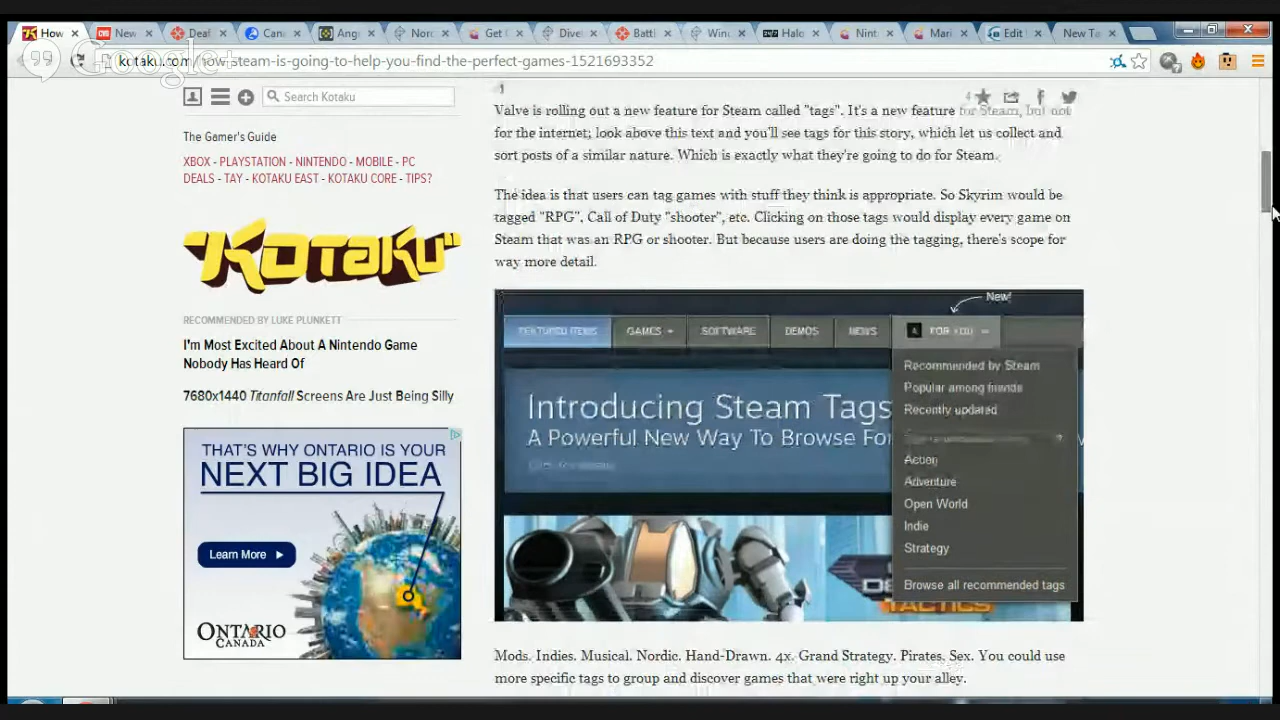 How
New
Deal
Can
Ang
Nord
Get
Dive
Battl
Wind
Halo
Nint
Mari
Edit
New Ta
Google+
kotaku.com/how-steam-is-going-to-help-you-find-the-perfect-games-1521693352
Search Kotaku
The Gamer's Guide
XBOX - PLAYSTATION - NINTENDO - MOBILE - PC
DEALS - TAY - KOTAKU EAST - KOTAKU CORE - TIPS?
KOTAKU
RECOMMENDED BY LUKE PLUNKETT
I'm Most Excited About A Nintendo Game
Nobody Has Heard Of
7680x1440 Titanfall Screens Are Just Being Silly
THAT'S WHY ONTARIO IS YOUR
NEXT BIG IDEA
Learn More
ONTARIO
CANADA
4
Valve is rolling out a new feature for Steam called "tags". It's a new feature for Steam, but not
for the internet; look above this text and you'll see tags for this story, which let us collect and
sort posts of a similar nature. Which is exactly what they're going to do for Steam.
The idea is that users can tag games with stuff they think is appropriate. So Skyrim would be
tagged "RPG", Call of Duty "shooter", etc. Clicking on those tags would display every game on
Steam that was an RPG or shooter. But because users are doing the tagging, there's scope for
way more detail.
New!
FEATURED ITEMS GAMES SOFTWARE DEMOS NEWS FOR YOU
Introducing Steam Tags
A Powerful New Way To Browse For
Recommended by Steam
Popular among friends
Recently updated
?
Action
Adventure
Open World
Indie
Strategy
Browse all recommended tags
TACTICS
Mods. Indies. Musical. Nordic. Hand-Drawn. 4x. Grand Strategy. Pirates. Sex. You could use
more specific tags to group and discover games that were right up your alley.